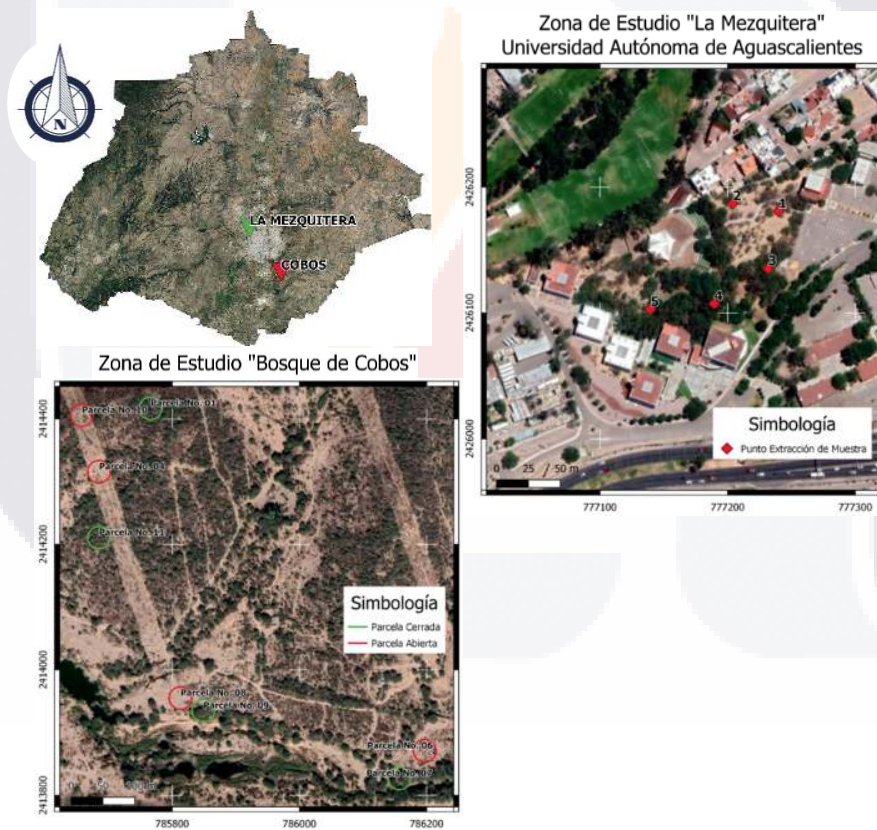 N
LA MEZQUITERA
COBOS
Zona de Estudio "La Mezquitera"
Universidad Autónoma de Aguascalientes
2426200
2426100
2426000
2
1
3
4
5
Simbología
Punto Extracción de Muestra
0 25 50 m
777100 777200 777300
Zona de Estudio "Bosque de Cobos"
2414400
2414200
2414000
2413800
Parcela No. 10
Parcela No. 01
Parcela No. 04
Parcela No. 11
Simbología
Parcela Cerrada
Parcela Abierta
Parcela No. 08
Parcela No. 09
Parcela No. 06
Parcela No. 07
785800 786000 786200